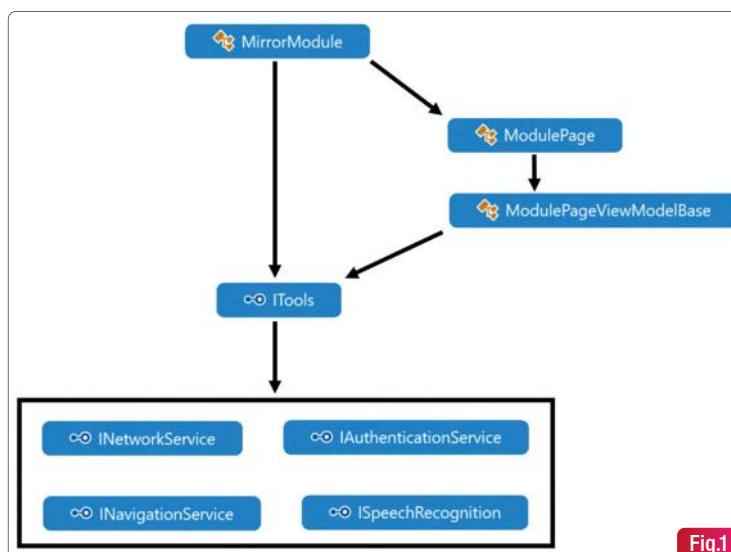 MirrorModule
ModulePage
ModulePageViewModelBase
ITools
INetworkService
IAuthenticationService
INavigationService
ISpeechRecognition
Fig.1